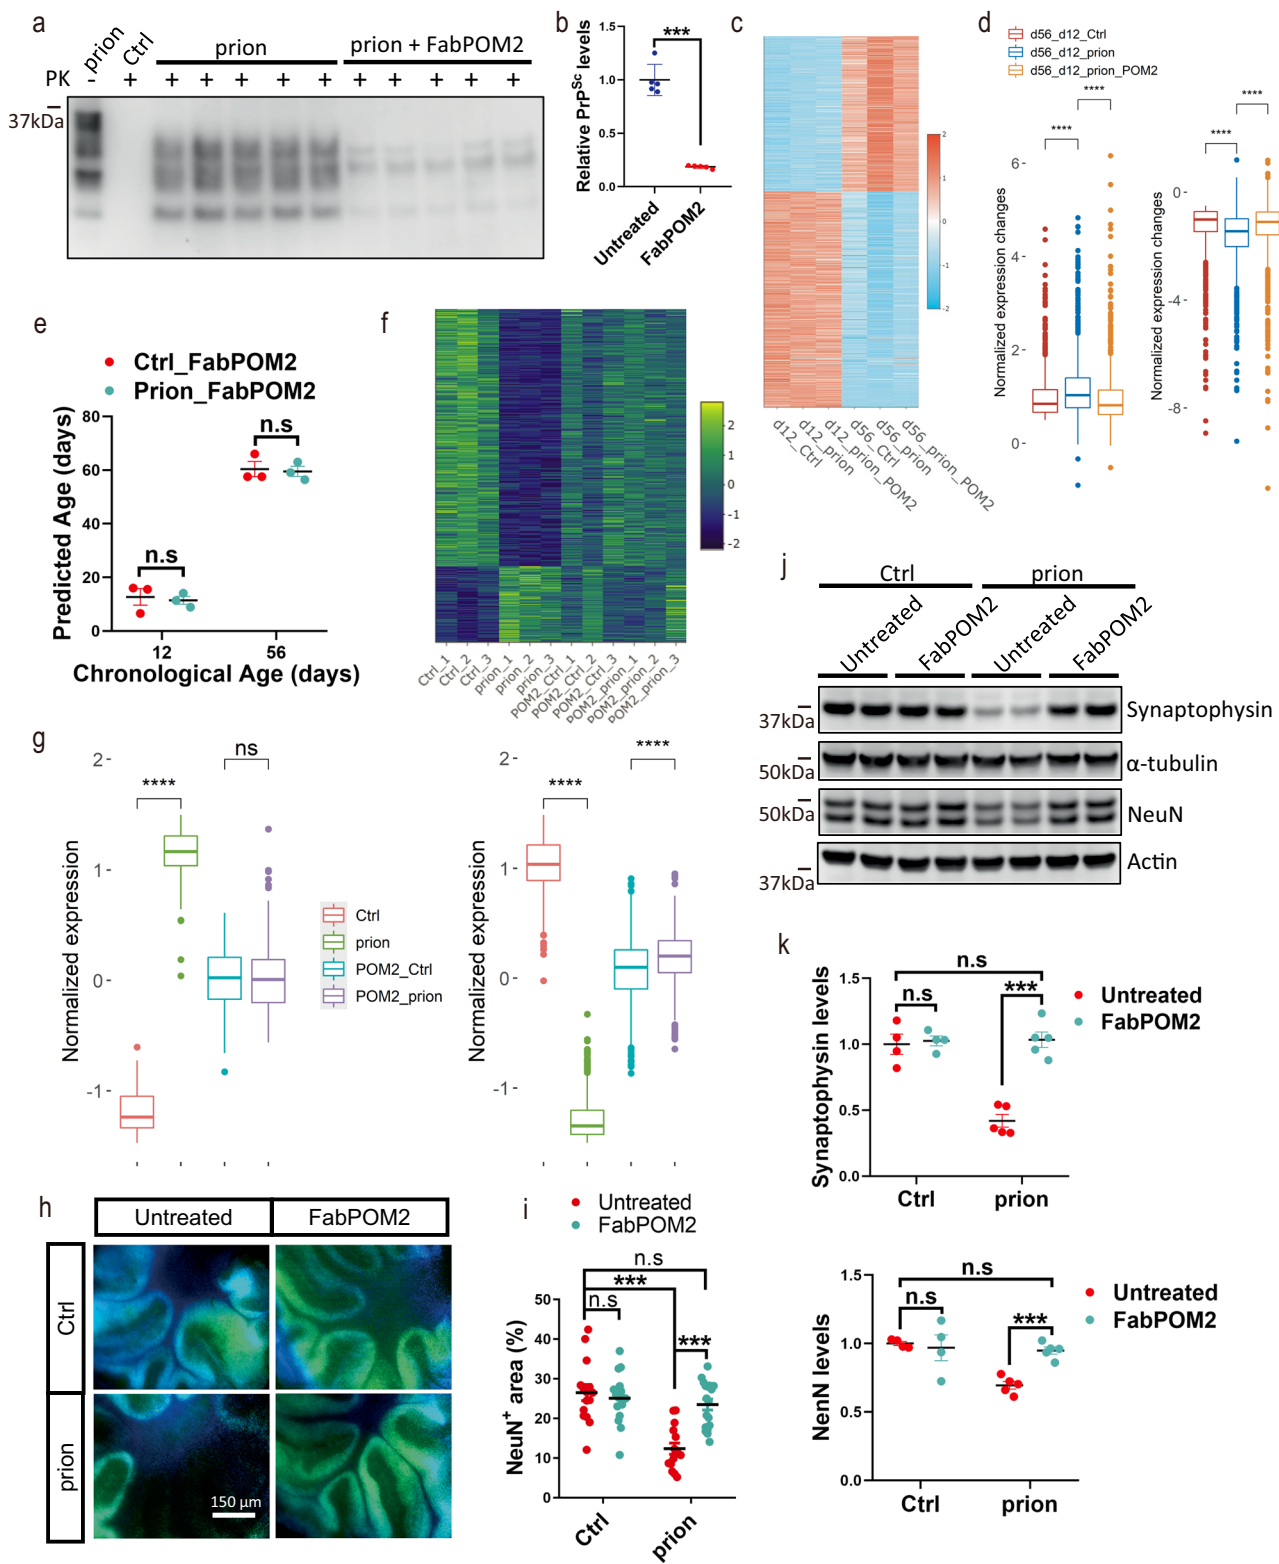 a
prion
Ctrl
prion
prion + FabPOM2
PK
- + + + + + + + + + + +
37kDa
b
***
1.5
1.0
0.5
0.0
Relative PrPSc levels
Untreated
FabPOM2
c
2
1
0
-1
-2
d12_Ctrl
d12_prion
d12_prion_POM2
d56_Ctrl
d56_prion
d56_prion_POM2
d
d56_d12_Ctrl
d56_d12_prion
d56_d12_prion_POM2
****
****
6
4
2
0
Normalized expression changes
****
****
0
-4
-8
Normalized expression changes
e
Ctrl_FabPOM2
Prion_FabPOM2
80
60
40
20
0
Predicted Age (days)
n.s
n.s
12
56
Chronological Age (days)
f
2
1
0
-1
-2
Ctrl_1
Ctrl_2
Ctrl_3
prion_1
prion_2
prion_3
POM2_Ctrl_1
POM2_Ctrl_2
POM2_Ctrl_3
POM2_prion_1
POM2_prion_2
POM2_prion_3
g
2
1
0
-1
Normalized expression
****
ns
Ctrl
prion
POM2_Ctrl
POM2_prion
2
1
0
-1
Normalized expression
****
****
h
Untreated
FabPOM2
Ctrl
prion
150 µm
i
Untreated
FabPOM2
n.s
***
n.s
***
50
40
30
20
10
0
NeuN+ area (%)
Ctrl
prion
j
Ctrl
prion
Untreated
FabPOM2
Untreated
FabPOM2
37kDa
Synaptophysin
50kDa
α-tubulin
50kDa
NeuN
37kDa
Actin
k
n.s
n.s
***
Untreated
FabPOM2
1.5
1.0
0.5
0.0
Synaptophysin levels
Ctrl
prion
n.s
n.s
***
Untreated
FabPOM2
1.5
1.0
0.5
0.0
NenN levels
Ctrl
prion